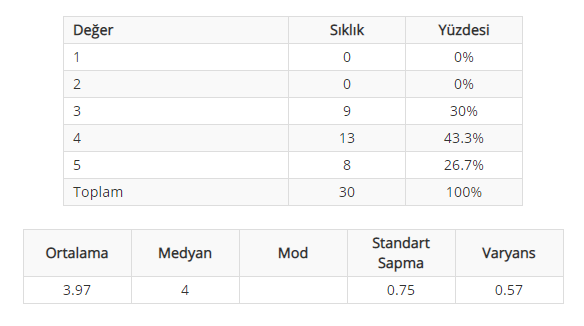 Değer Sıklık Yüzdesi
1 0 0%
2 0 0%
3 9 30%
4 13 43.3%
5 8 26.7%
Toplam 30 100%
Ortalama Medyan Mod Standart Sapma Varyans
3.97 4 0.75 0.57